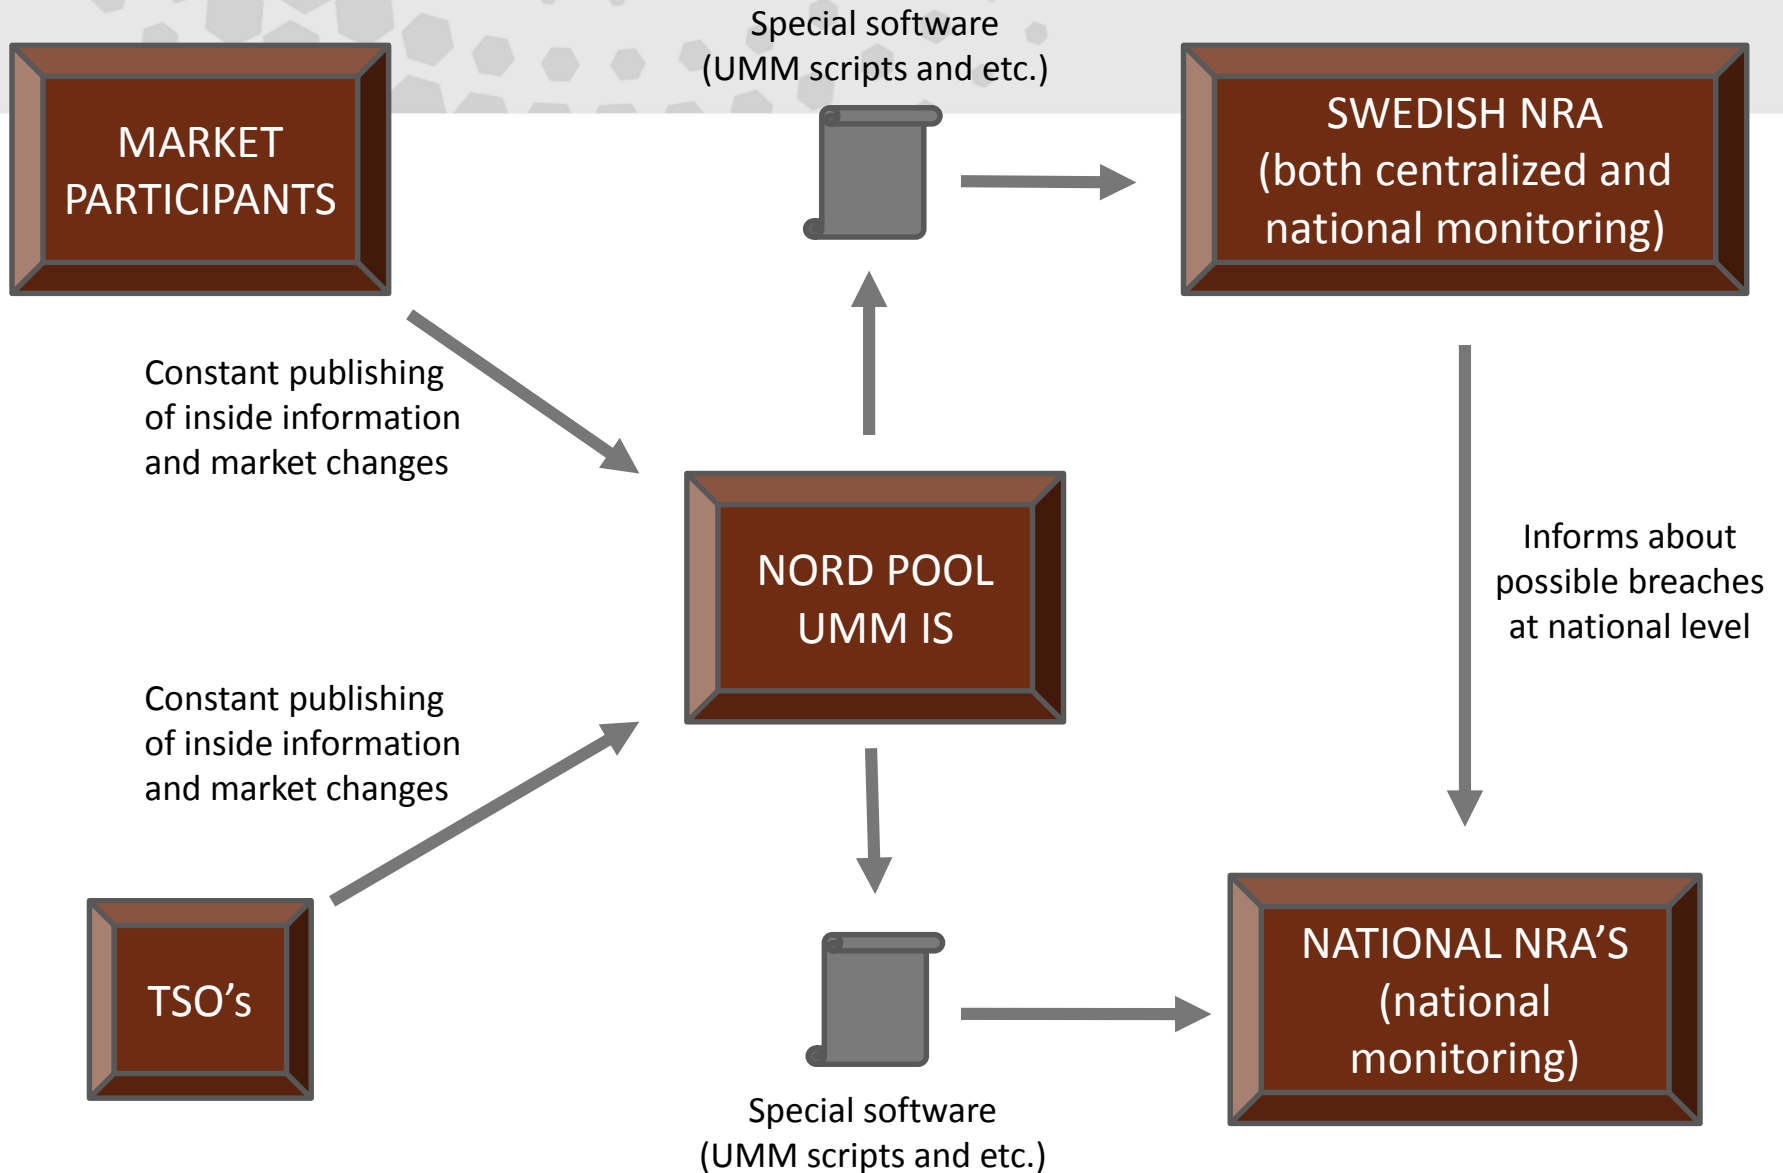 Special software
(UMM scripts and etc.)
MARKET
PARTICIPANTS
SWEDISH NRA
(both centralized and
national monitoring)
Constant publishing
of inside information
and market changes
NORD POOL
UMM IS
Informs about
possible breaches
at national level
Constant publishing
of inside information
and market changes
TSO’s
NATIONAL NRA’S
(national
monitoring)
Special software
(UMM scripts and etc.)